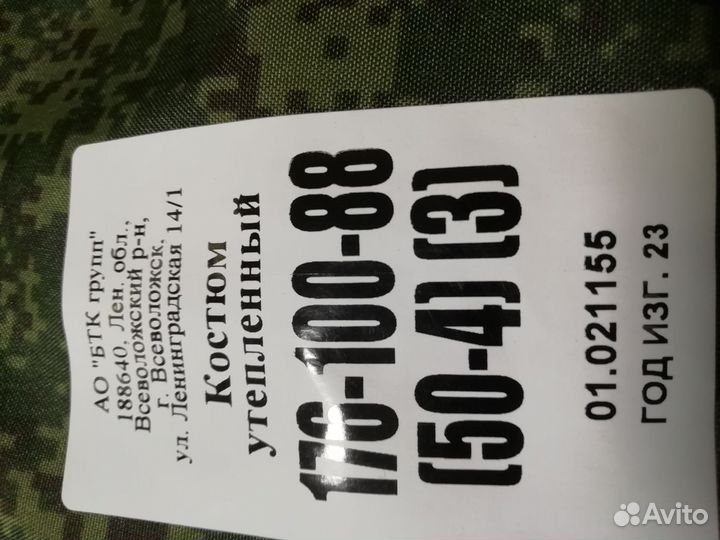 АО "БТК групп"
188640, Лен. обл.,
Всеволожский р-н,
г. Всеволожск.
ул. Ленинградская 14/1
Костюм
утепленный
176-100-88
(50-4) (3)
01.021155
ГОД ИЗГ. 23
Avito